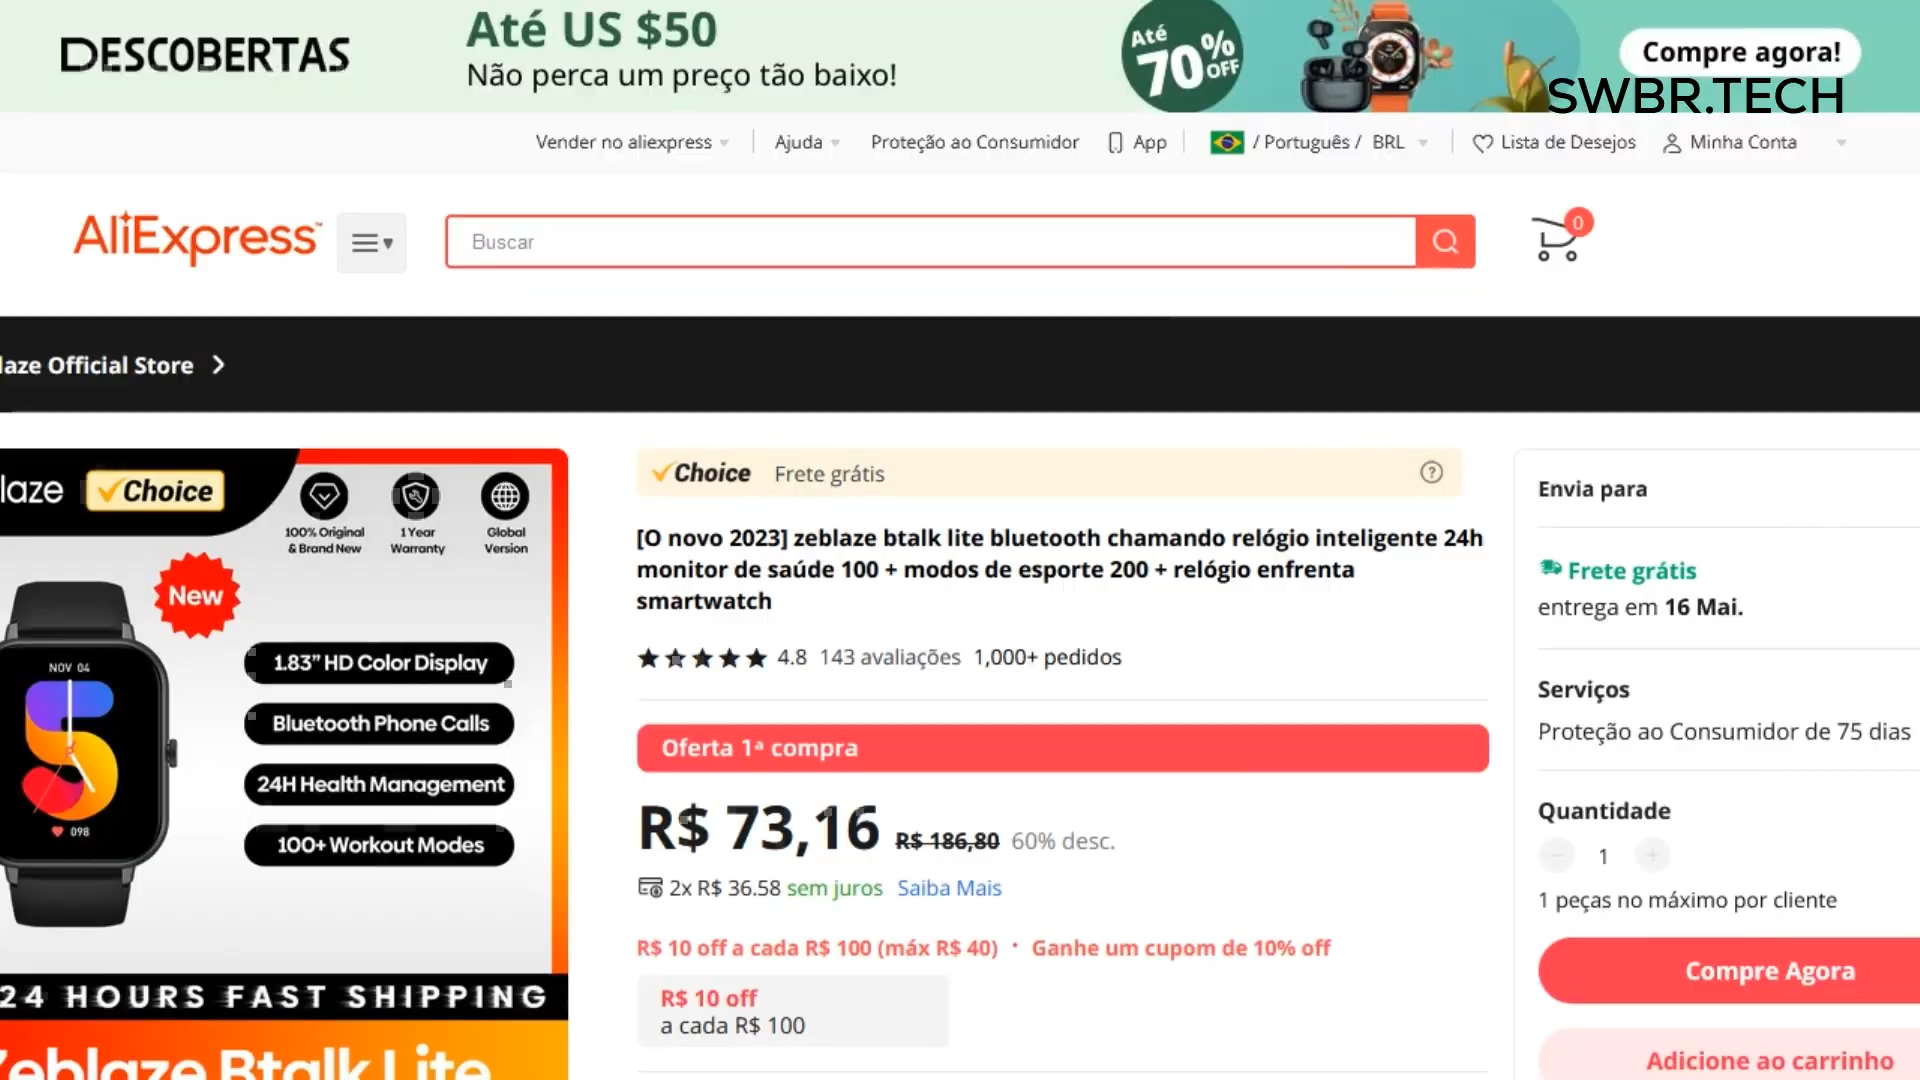 DESCOBERTAS
Até US $50
Não perca um preço tão baixo!
Até
70%
OFF
Compre agora!
SWBR.TECH
Vender no aliexpress
Ajuda
Proteção ao Consumidor
App
/ Português / BRL
Lista de Desejos
Minha Conta
AliExpress™
Buscar
0
laze Official Store
laze
Choice
100% Original
& Brand New
1 Year
Warranty
Global
Version
New
NOV 04
098
1.83” HD Color Display
Bluetooth Phone Calls
24H Health Management
100+ Workout Modes
24 HOURS FAST SHIPPING
Zeblaze Btalk Lite
Choice Frete grátis
[O novo 2023] zeblaze btalk lite bluetooth chamando relógio inteligente 24h
monitor de saúde 100 + modos de esporte 200 + relógio enfrenta
smartwatch
4.8 143 avaliações 1,000+ pedidos
Oferta 1ª compra
R$ 73,16 R$ 186,80 60% desc.
2x R$ 36.58 sem juros Saiba Mais
R$ 10 off a cada R$ 100 (máx R$ 40) · Ganhe um cupom de 10% off
R$ 10 off
a cada R$ 100
Envia para
Frete grátis
entrega em 16 Mai.
Serviços
Proteção ao Consumidor de 75 dias
Quantidade
1
1 peças no máximo por cliente
Compre Agora
Adicione ao carrinho